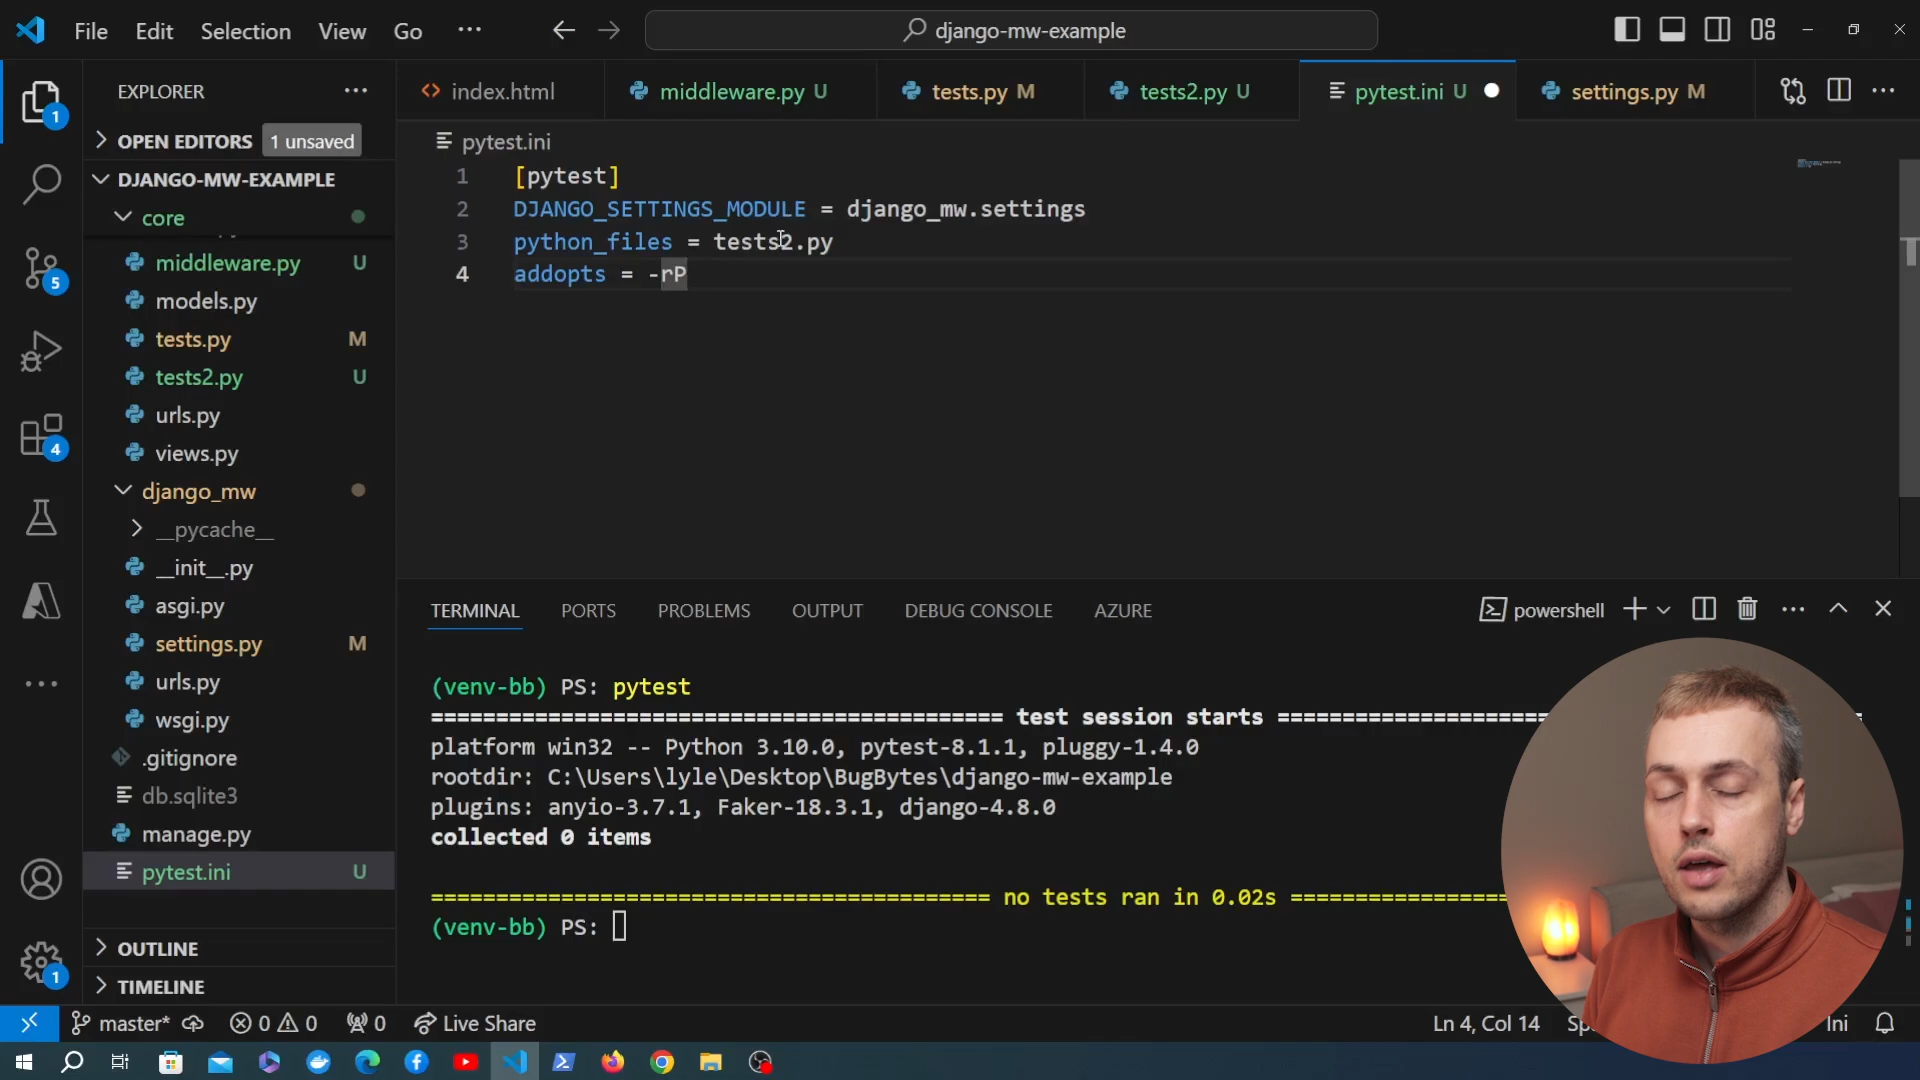 File Edit Selection View Go ··· django-mw-example
EXPLORER ···
index.html middleware.py U tests.py M tests2.py U pytest.ini U settings.py M
OPEN EDITORS 1 unsaved
pytest.ini
DJANGO-MW-EXAMPLE
core
middleware.py U
models.py
tests.py M
tests2.py U
urls.py
views.py
django_mw
__pycache__
__init__.py
asgi.py
settings.py M
urls.py
wsgi.py
.gitignore
db.sqlite3
manage.py
pytest.ini U
OUTLINE
TIMELINE
1
5
4
1
1 [pytest]
2 DJANGO_SETTINGS_MODULE = django_mw.settings
3 python_files = tests2.py
4 addopts = -rP
TERMINAL PORTS PROBLEMS OUTPUT DEBUG CONSOLE AZURE powershell
(venv-bb) PS: pytest
============================================ test session starts =====================
platform win32 -- Python 3.10.0, pytest-8.1.1, pluggy-1.4.0
rootdir: C:\Users\lyle\Desktop\BugBytes\django-mw-example
plugins: anyio-3.7.1, Faker-18.3.1, django-4.8.0
collected 0 items
=========================================== no tests ran in 0.02s =================
(venv-bb) PS:
master* 0 0 0 Live Share Ln 4, Col 14 Ini